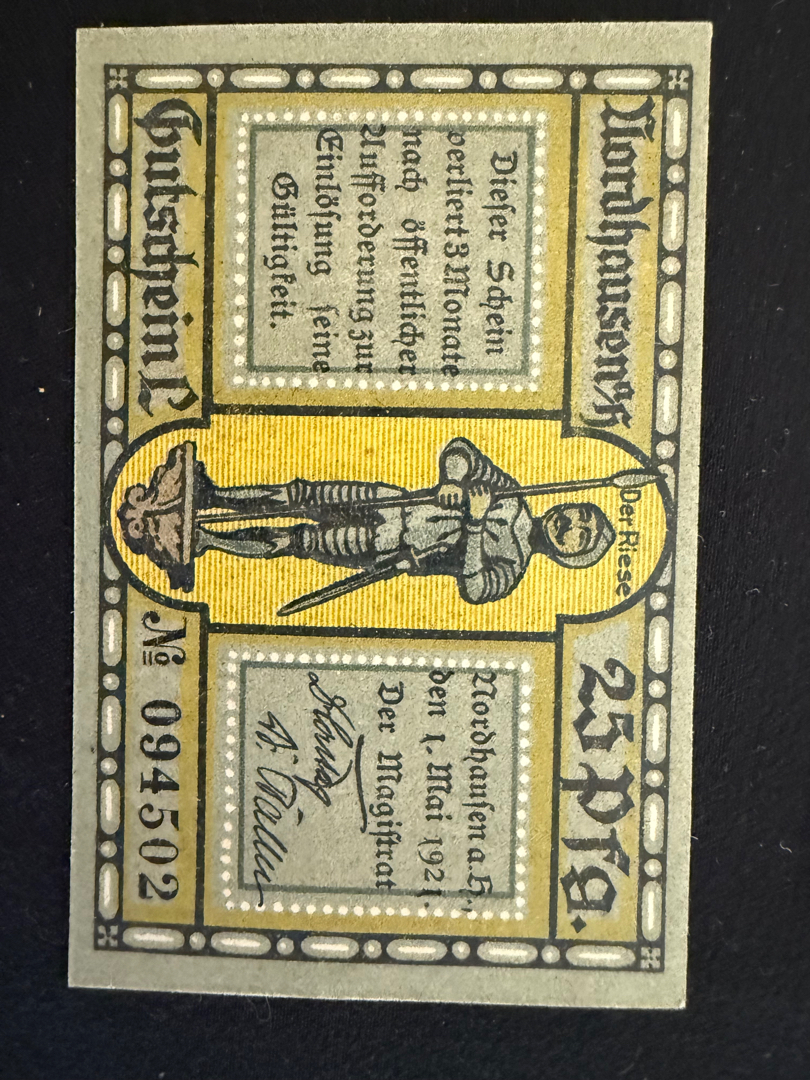 Nordhausen a/H
25 Pfg.
Der Riese
Dieser Schein
verliert 3 Monate
nach öffentlicher
Aufforderung zur
Einlösung seine
Gültigkeit.
Nordhausen a.H.,
den 1. Mai 1921.
Der Magistrat
Gutschein
№ 094502